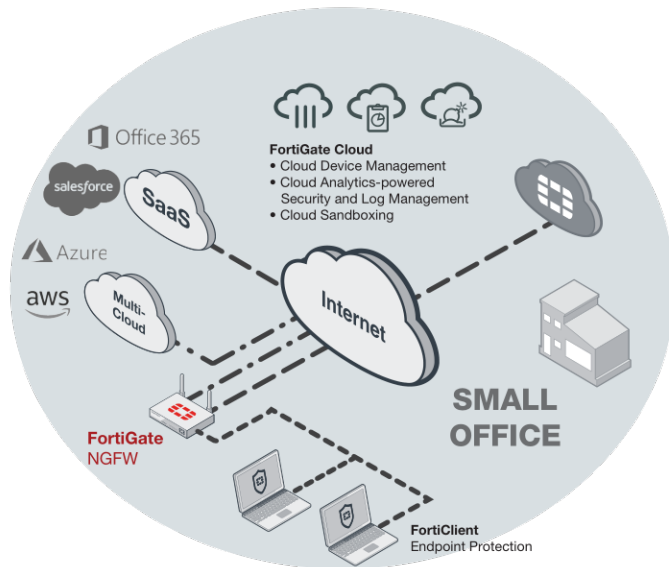 Office 365
salesforce
SaaS
Azure
aws
Multi-
Cloud
FortiGate Cloud
• Cloud Device Management
• Cloud Analytics-powered
Security and Log Management
• Cloud Sandboxing
Internet
SMALL
OFFICE
FortiGate
NGFW
FortiClient
Endpoint Protection